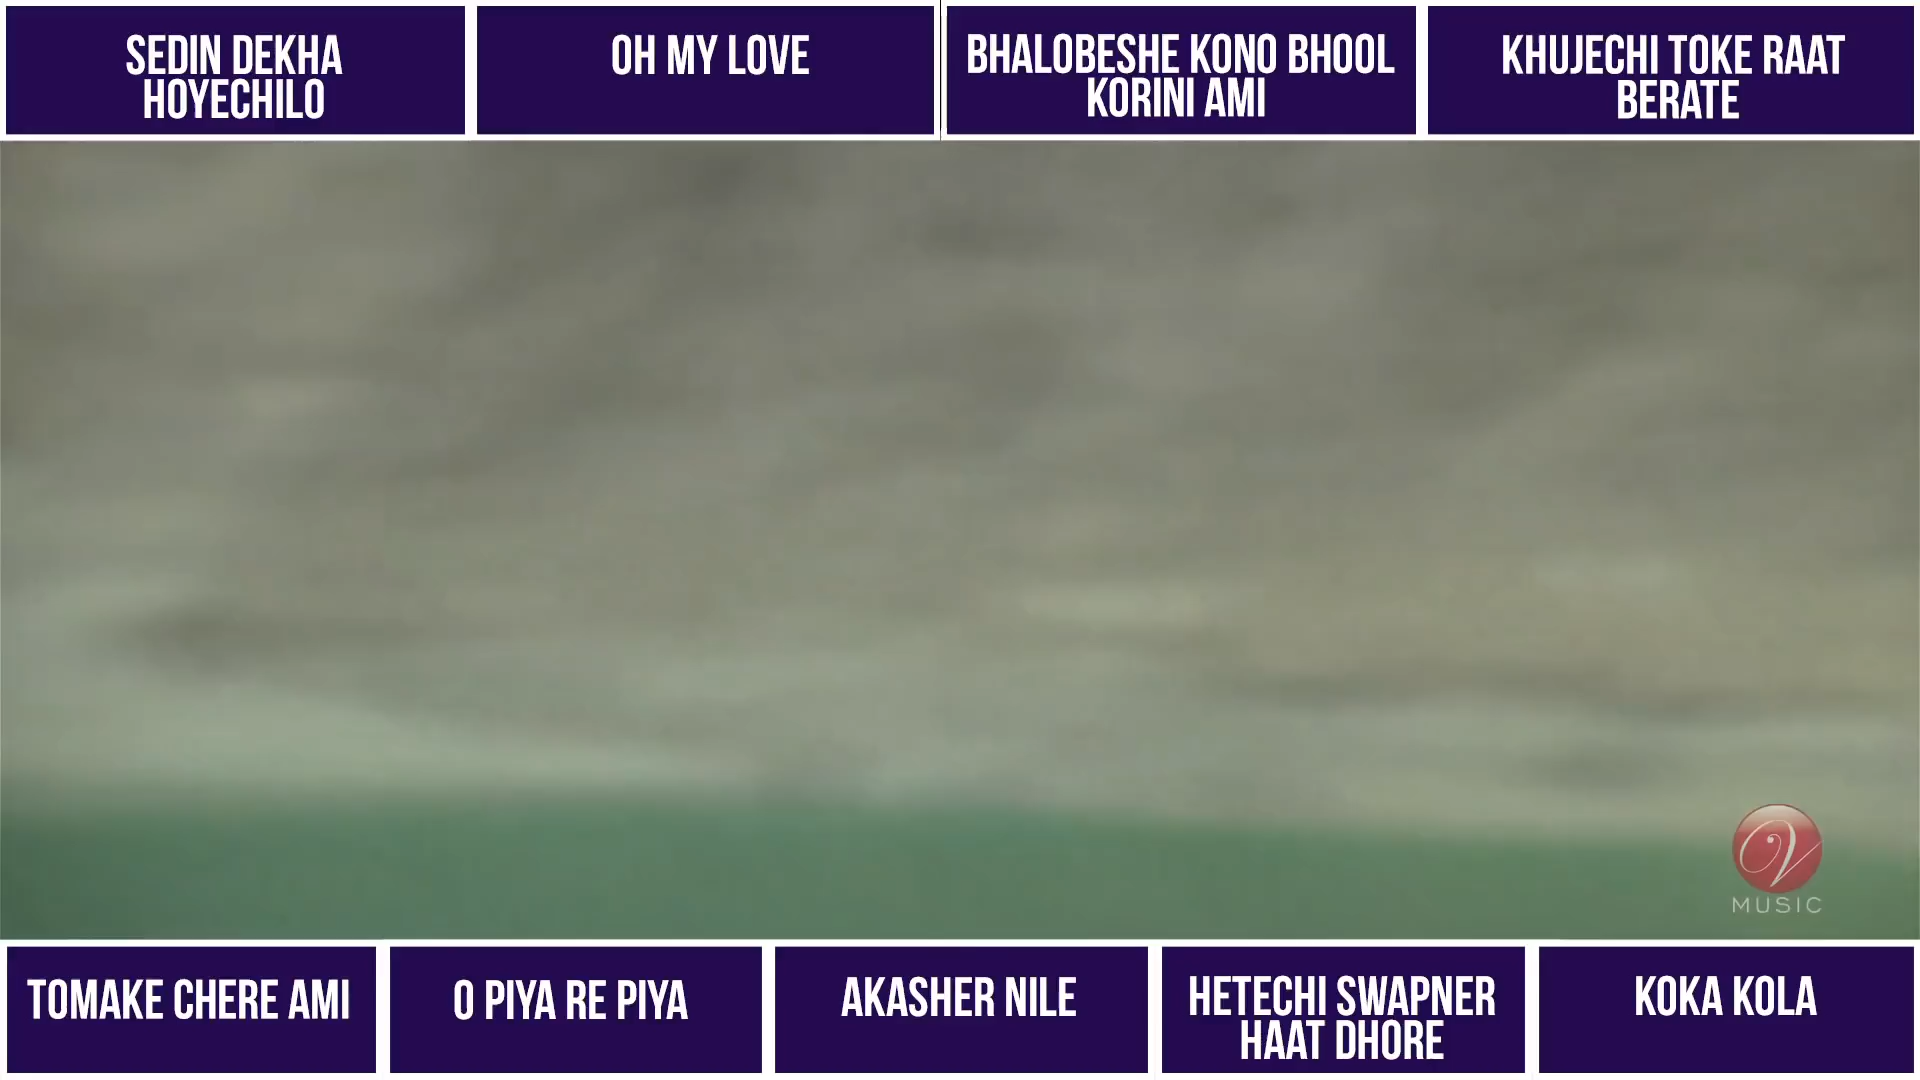 SEDIN DEKHA
HOYECHILO
OH MY LOVE
BHALOBESHE KONO BHOOL
KORINI AMI
KHUJECHI TOKE RAAT
BERATE
V
MUSIC
TOMAKE CHERE AMI
O PIYA RE PIYA
AKASHER NILE
HETECHI SWAPNER
HAAT DHORE
KOKA KOLA